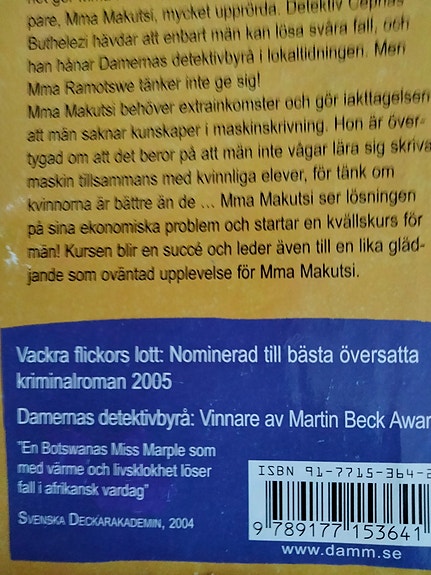 pare, Mma Makutsi, mycket upprörda. Detektiv Cephas
Buthelezi hävdar att enbart män kan lösa svåra fall, och
han hånar Damernas detektivbyrå i lokaltidningen. Men
Mma Ramotswe tänker inte ge sig!
Mma Makutsi behöver extrainkomster och gör iakttagelsen
att män saknar kunskaper i maskinskrivning. Hon är över-
tygad om att det beror på att män inte vågar lära sig skriva
maskin tillsammans med kvinnliga elever, för tänk om
kvinnorna är bättre än de ... Mma Makutsi ser lösningen
på sina ekonomiska problem och startar en kvällskurs för
män! Kursen blir en succé och leder även till en lika gläd-
jande som oväntad upplevelse för Mma Makutsi.
Vackra flickors lott: Nominerad till bästa översatta
kriminalroman 2005
Damernas detektivbyrå: Vinnare av Martin Beck Awar
"En Botswanas Miss Marple som
med värme och livsklokhet löser
fall i afrikansk vardag"
SVENSKA DECKARAKADEMIN, 2004
ISBN 91-7715-364-2
9 789177 153641
www.damm.se